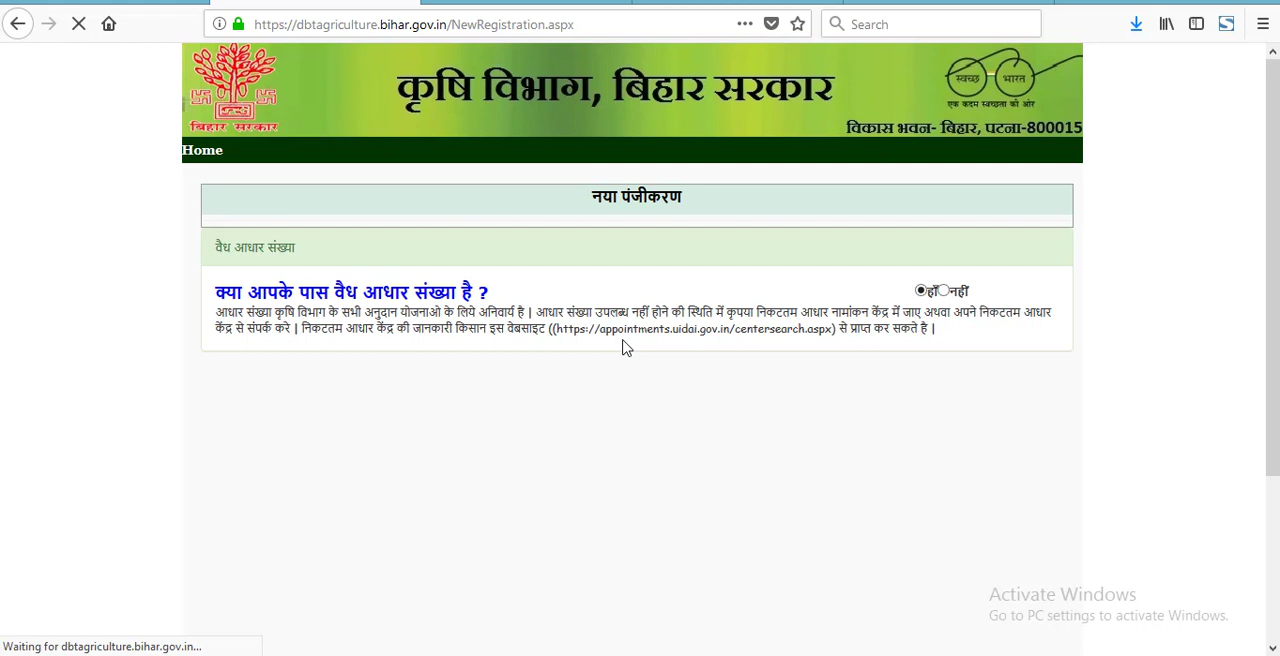 https://dbtagriculture.bihar.gov.in/NewRegistration.aspx
Search
कृषि विभाग, बिहार सरकार
स्वच्छ भारत
एक कदम स्वच्छता की ओर
बिहार सरकार
विकास भवन- बिहार, पटना-800015
Home
नया पंजीकरण
वैध आधार संख्या
क्या आपके पास वैध आधार संख्या है ?
हाँ नहीं
आधार संख्या कृषि विभाग के सभी अनुदान योजनाओ के लिये अनिवार्य है | आधार संख्या उपलब्ध नहीं होने की स्थिति में कृपया निकटतम आधार नामांकन केंद्र में जाए अथवा अपने निकटतम आधार
केंद्र से संपर्क करे | निकटतम आधार केंद्र की जानकारी किसान इस वेबसाइट ((https://appointments.uidai.gov.in/centersearch.aspx) से प्राप्त कर सकते है |
Activate Windows
Go to PC settings to activate Windows.
Waiting for dbtagriculture.bihar.gov.in...